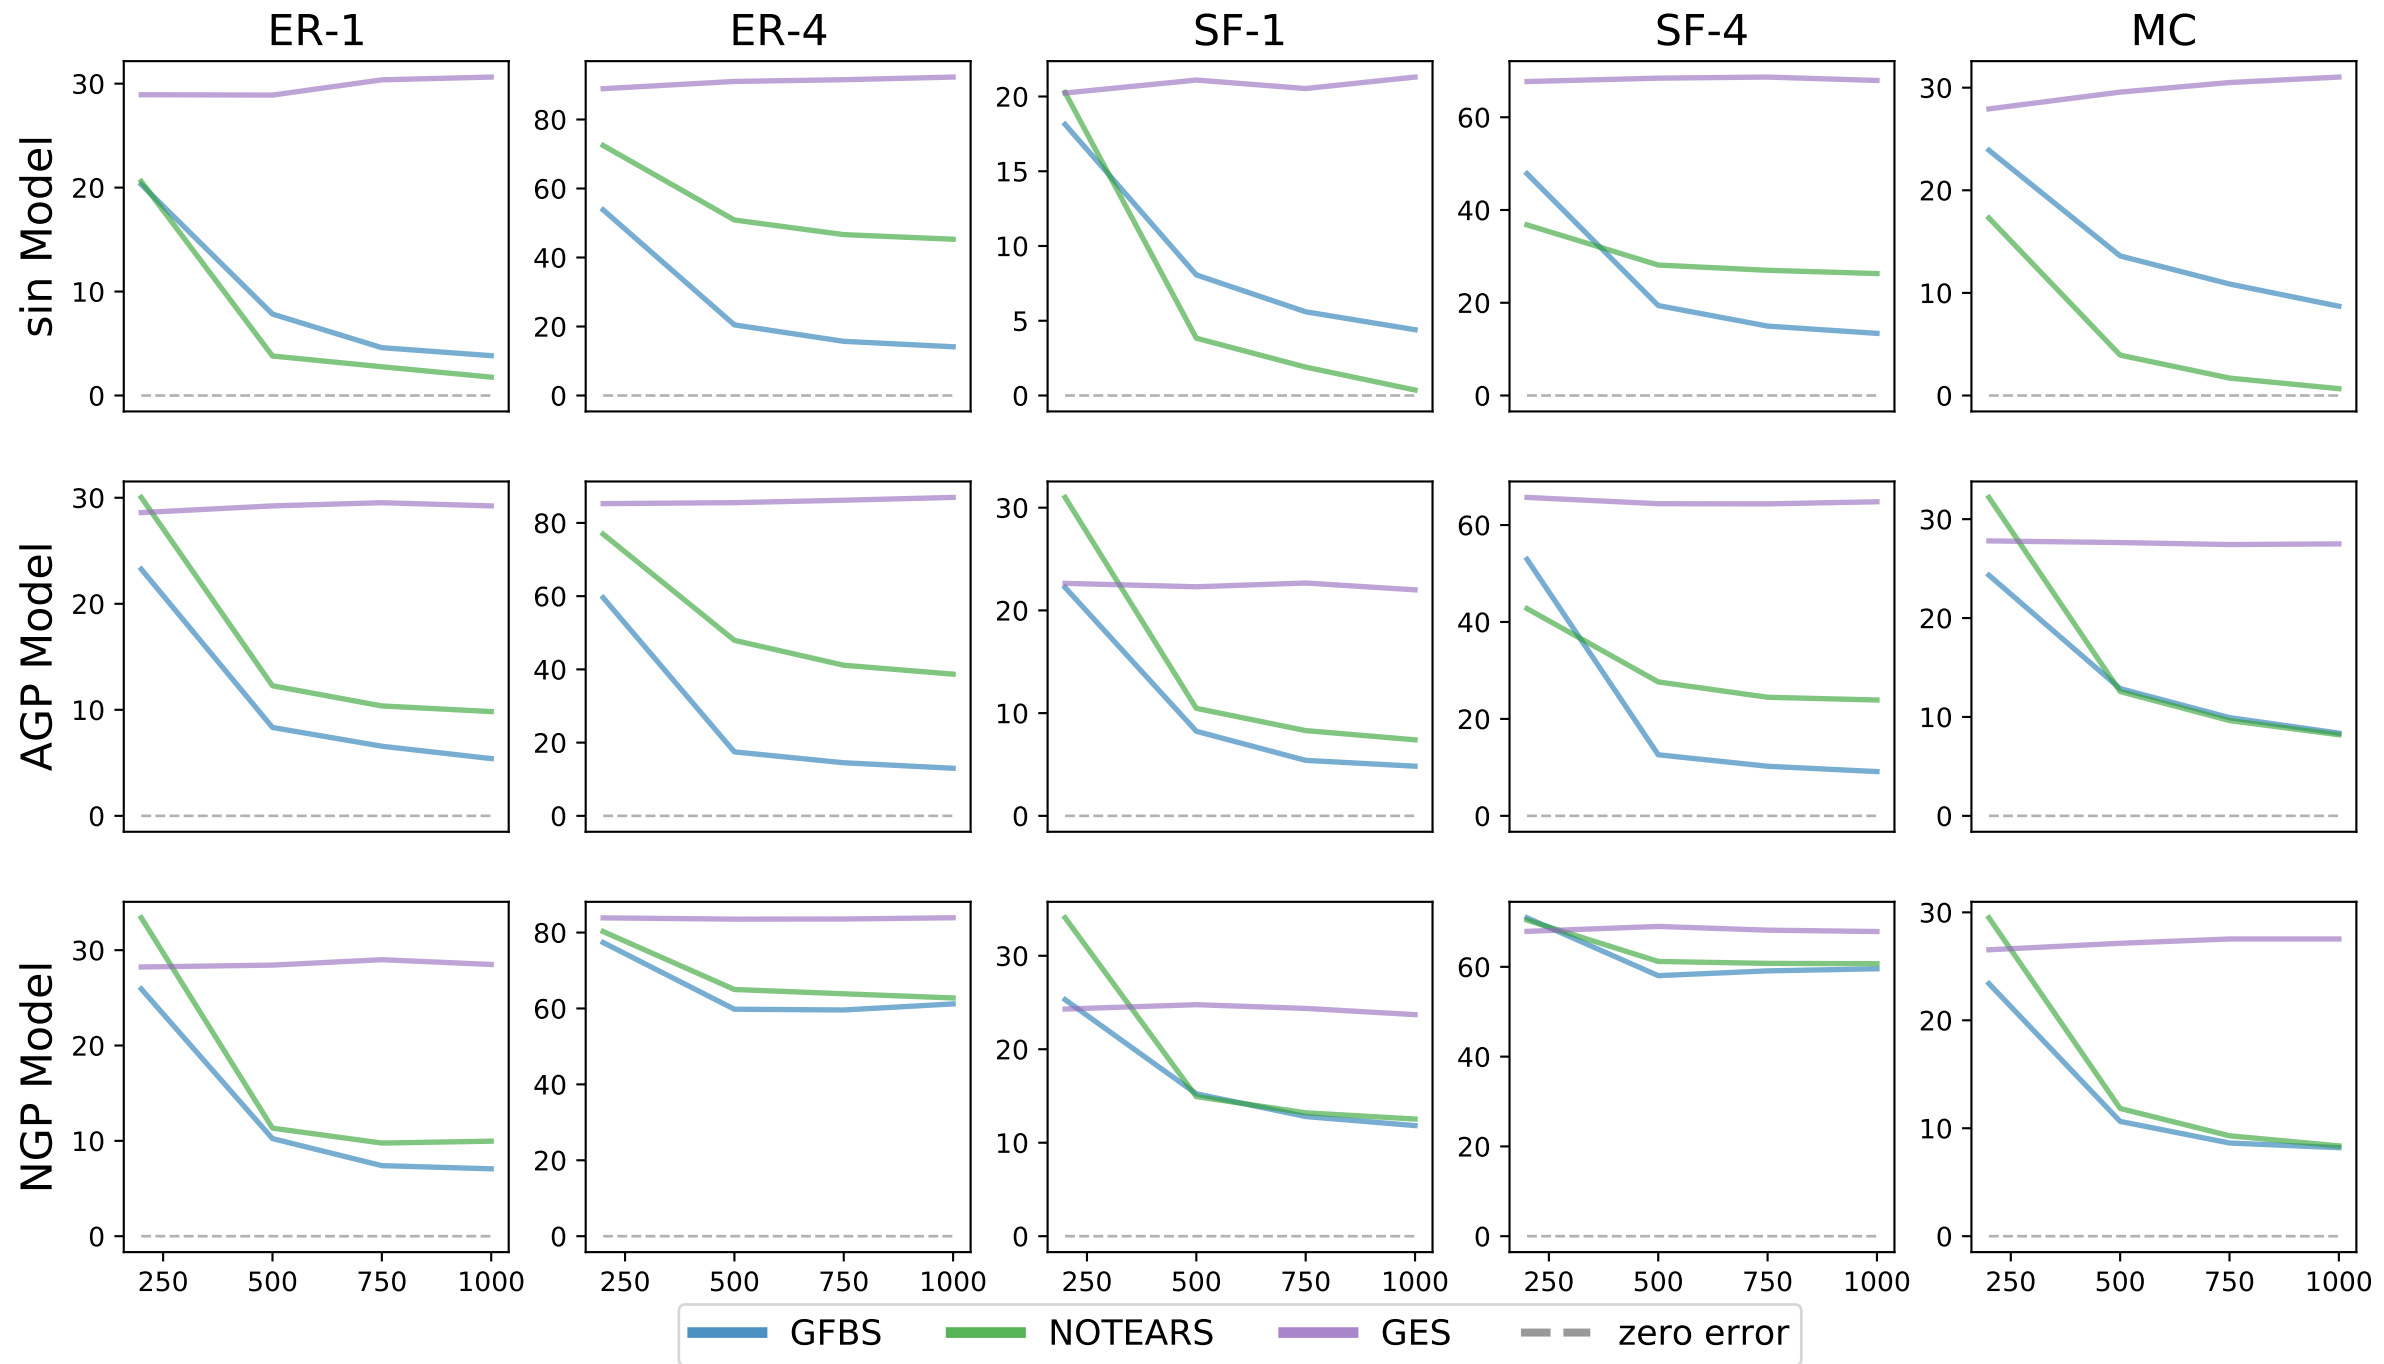 ER-1 ER-4 SF-1 SF-4 MC
sin Model
30 20 10 0
80 60 40 20 0
20 15 10 5 0
60 40 20 0
30 20 10 0
AGP Model
30 20 10 0
80 60 40 20 0
30 20 10 0
60 40 20 0
30 20 10 0
NGP Model
30 20 10 0
80 60 40 20 0
30 20 10 0
60 40 20 0
30 20 10 0
250 500 750 1000 250 500 750 1000 250 500 750 1000 250 500 750 1000 250 500 750 1000
GFBS NOTEARS GES zero error